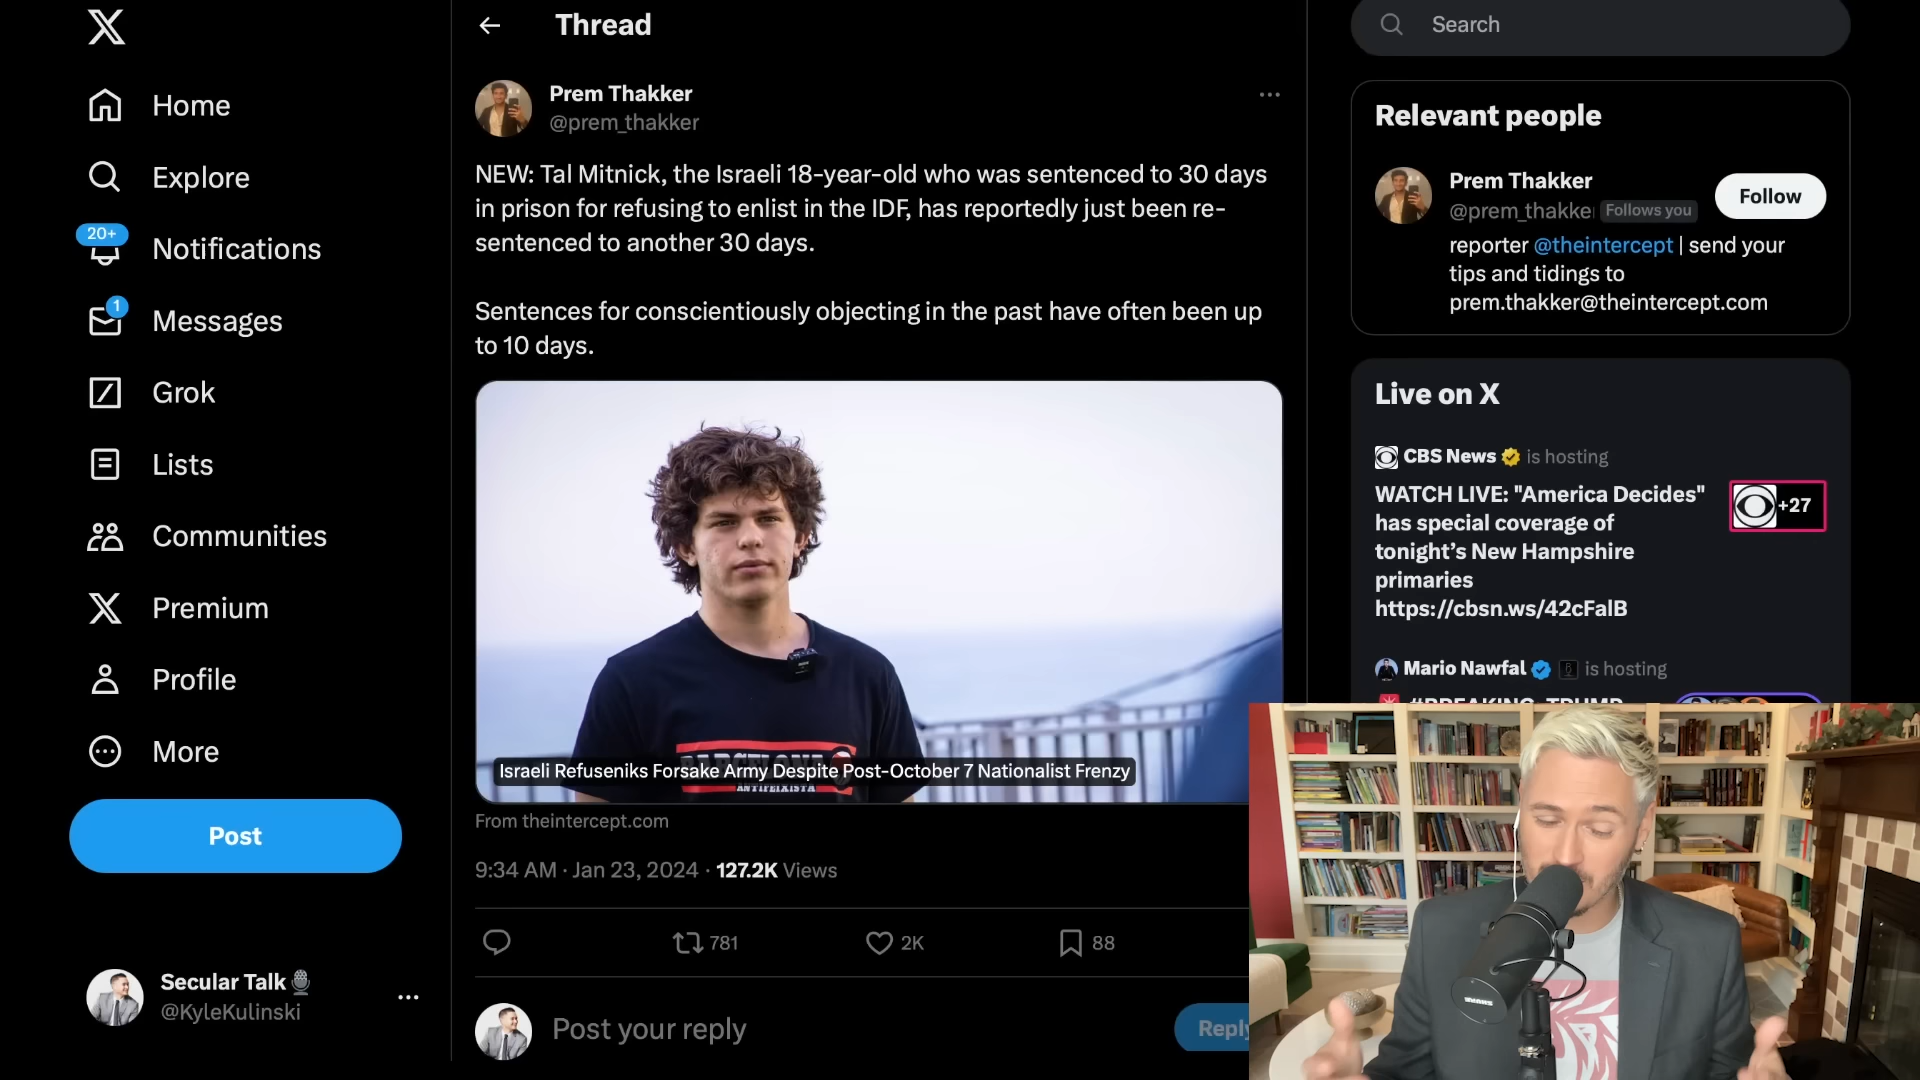 Home
Explore
20+
Notifications
1
Messages
Grok
Lists
Communities
Premium
Profile
More
Post
Secular Talk
@KyleKulinski
Thread
Prem Thakker
@prem_thakker
NEW: Tal Mitnick, the Israeli 18-year-old who was sentenced to 30 days
in prison for refusing to enlist in the IDF, has reportedly just been re-
sentenced to another 30 days.
Sentences for conscientiously objecting in the past have often been up
to 10 days.
BARCELONA
ANTIFEIXISTA
Israeli Refuseniks Forsake Army Despite Post-October 7 Nationalist Frenzy
From theintercept.com
9:34 AM · Jan 23, 2024 · 127.2K Views
781
2K
88
Post your reply
Reply
Search
Relevant people
Prem Thakker
@prem_thakker
Follows you
Follow
reporter @theintercept | send your
tips and tidings to
prem.thakker@theintercept.com
Live on X
CBS News is hosting
WATCH LIVE: "America Decides"
has special coverage of
tonight's New Hampshire
primaries
https://cbsn.ws/42cFalB
+27
Mario Nawfal is hosting
#BREAKING: TRUMP